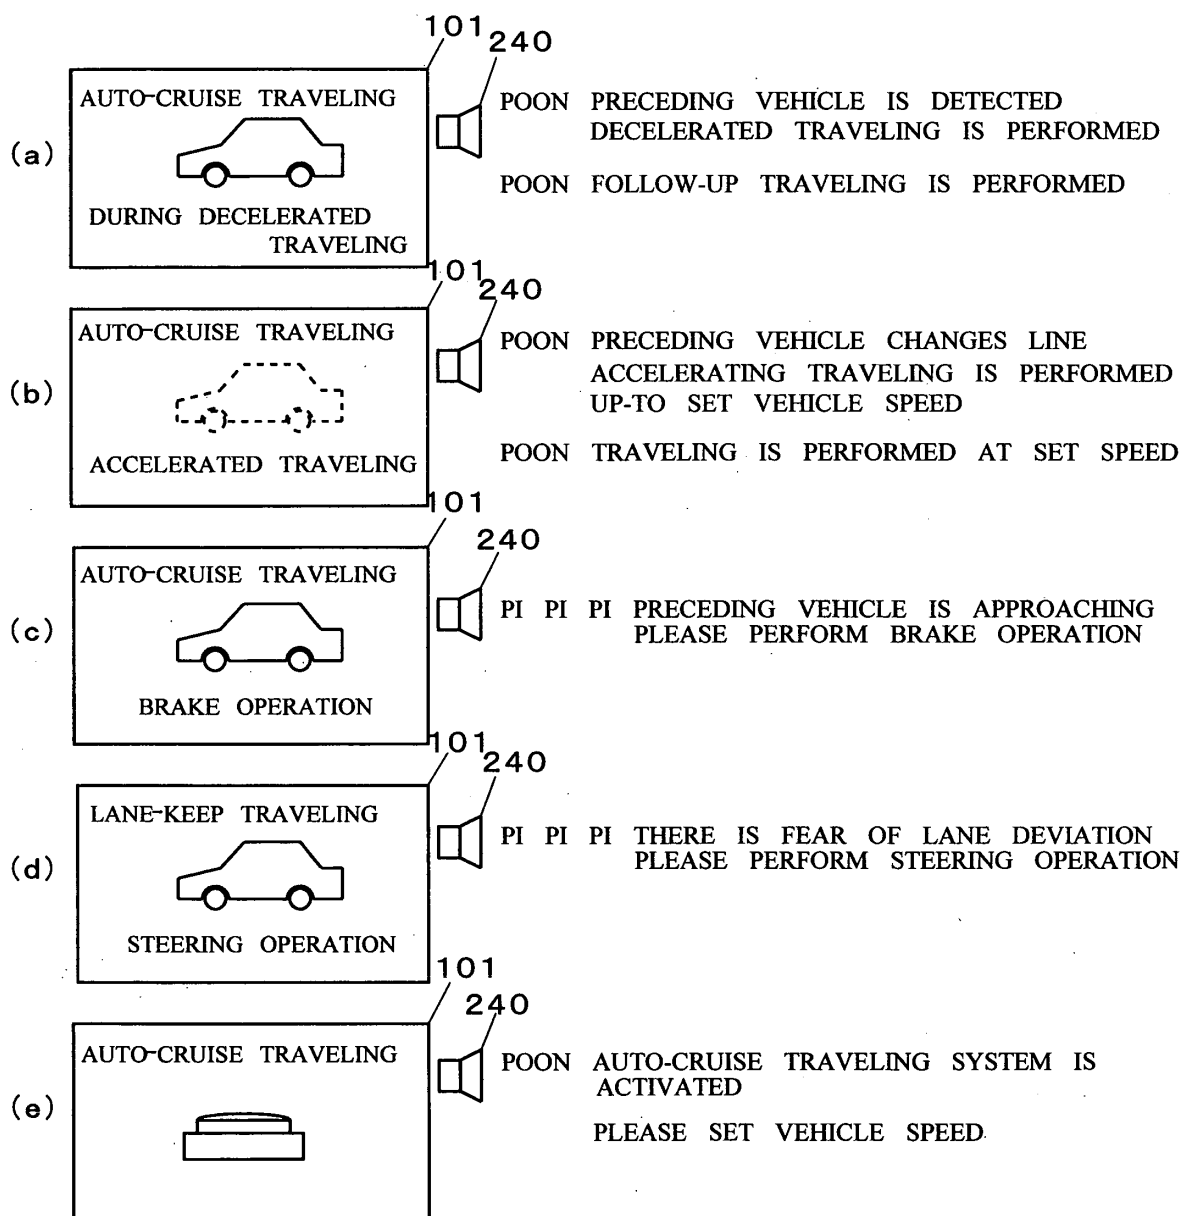 101
240
(a)
AUTO-CRUISE TRAVELING
DURING DECELERATED
TRAVELING
POON PRECEDING VEHICLE IS DETECTED
DECELERATED TRAVELING IS PERFORMED
POON FOLLOW-UP TRAVELING IS PERFORMED
101
240
(b)
AUTO-CRUISE TRAVELING
ACCELERATED TRAVELING
POON PRECEDING VEHICLE CHANGES LINE
ACCELERATING TRAVELING IS PERFORMED
UP-TO SET VEHICLE SPEED
POON TRAVELING IS PERFORMED AT SET SPEED
101
240
(c)
AUTO-CRUISE TRAVELING
BRAKE OPERATION
PI PI PI PRECEDING VEHICLE IS APPROACHING
PLEASE PERFORM BRAKE OPERATION
101
240
(d)
LANE-KEEP TRAVELING
STEERING OPERATION
PI PI PI THERE IS FEAR OF LANE DEVIATION
PLEASE PERFORM STEERING OPERATION
101
240
(e)
AUTO-CRUISE TRAVELING
POON AUTO-CRUISE TRAVELING SYSTEM IS
ACTIVATED
PLEASE SET VEHICLE SPEED